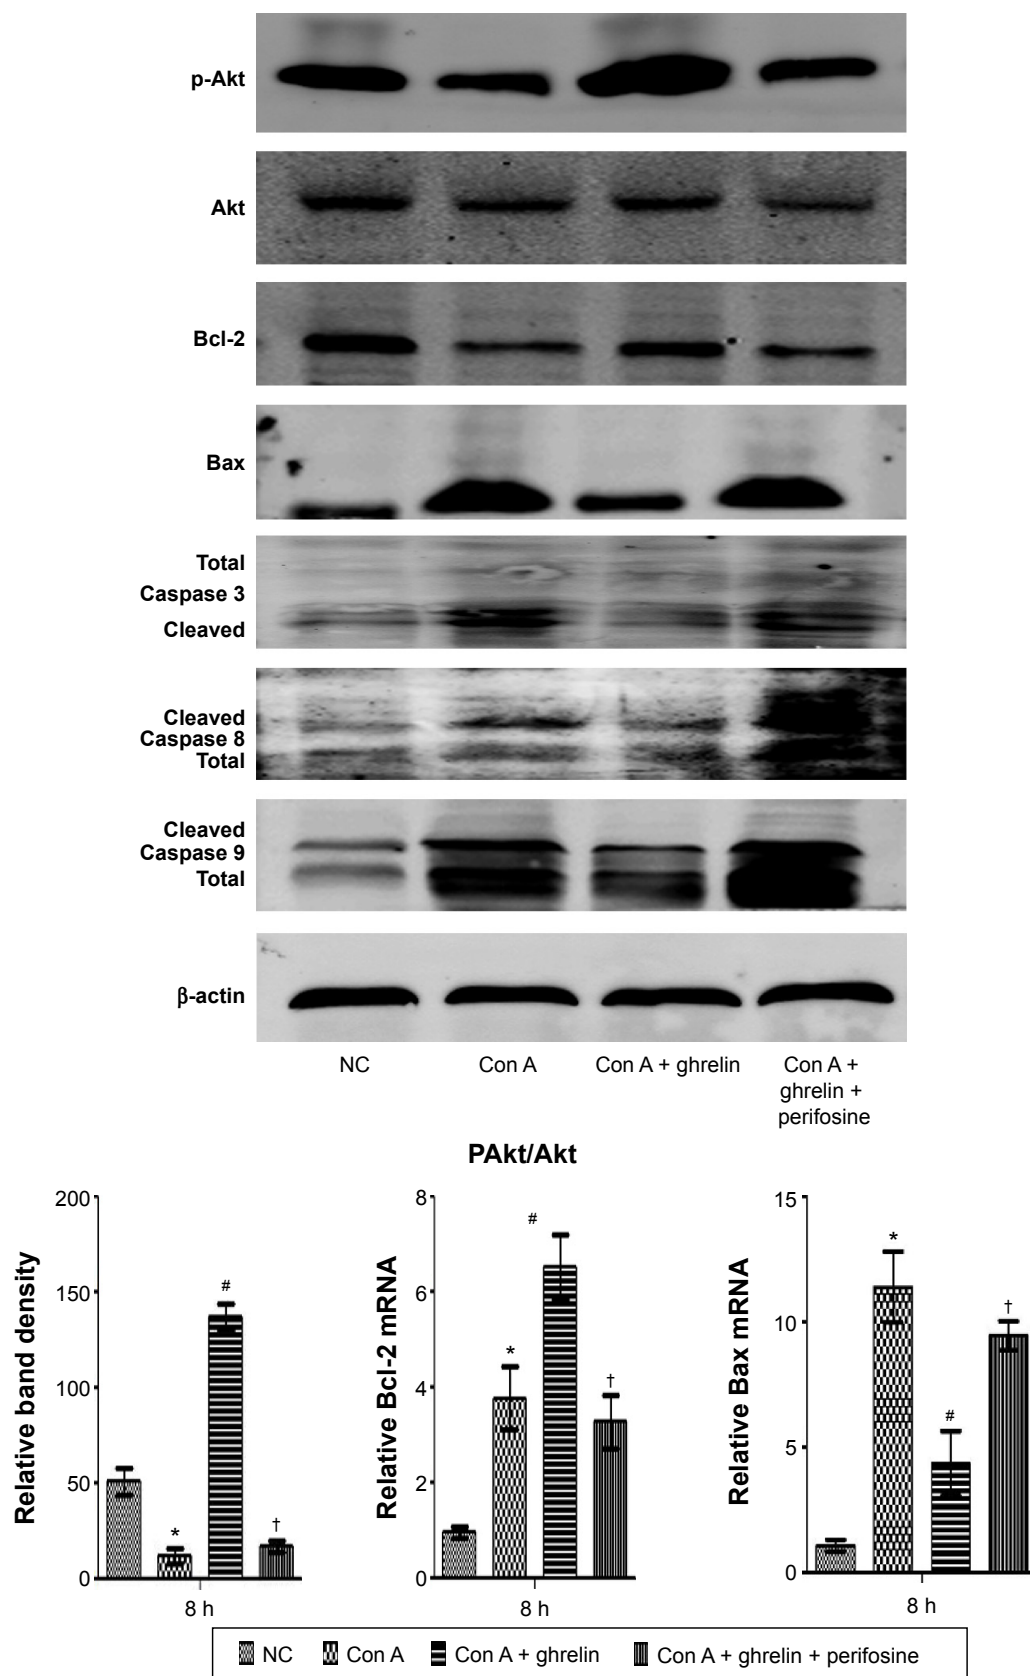 p-Akt
Akt
Bcl-2
Bax
Total
Caspase 3
Cleaved
Cleaved
Caspase 8
Total
Cleaved
Caspase 9
Total
β-actin
NC
Con A
Con A + ghrelin
Con A +
ghrelin +
perifosine
PAkt/Akt
Relative band density
200
150
100
50
0
*
#
†
8 h
Relative Bcl-2 mRNA
8
6
4
2
0
*
#
†
8 h
Relative Bax mRNA
15
10
5
0
*
#
†
8 h
NC Con A Con A + ghrelin Con A + ghrelin + perifosine